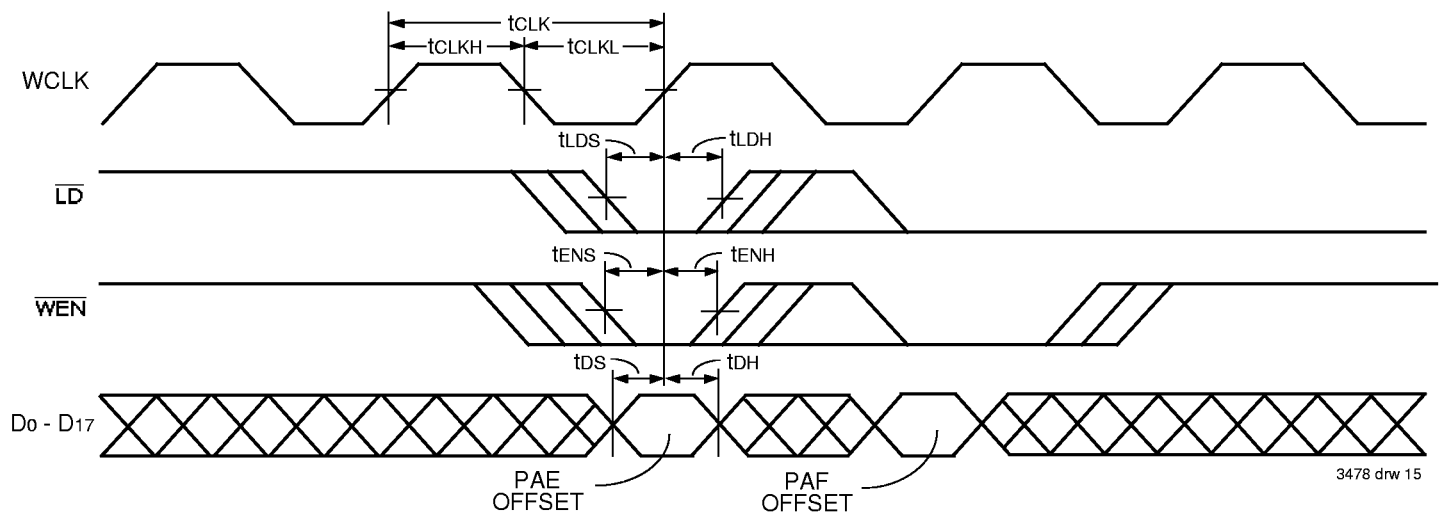 tCLK
tCLKH
tCLKL
WCLK
tLDS
tLDH
LD
tENS
tENH
WEN
tDS
tDH
D0 - D17
PAE
OFFSET
PAF
OFFSET
3478 drw 15